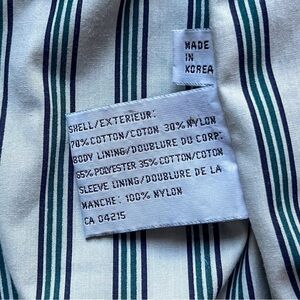 MADE
IN
KOREA
SHELL/EXTERIEUR:
70% COTTON/COTON 30% NYLON
BODY LINING/DOUBLURE DU CORP:
65% POLYESTER 35% COTTON/COTON
SLEEVE LINING/DOUBLURE DE LA
MANCHE: 100% NYLON
CA 04215